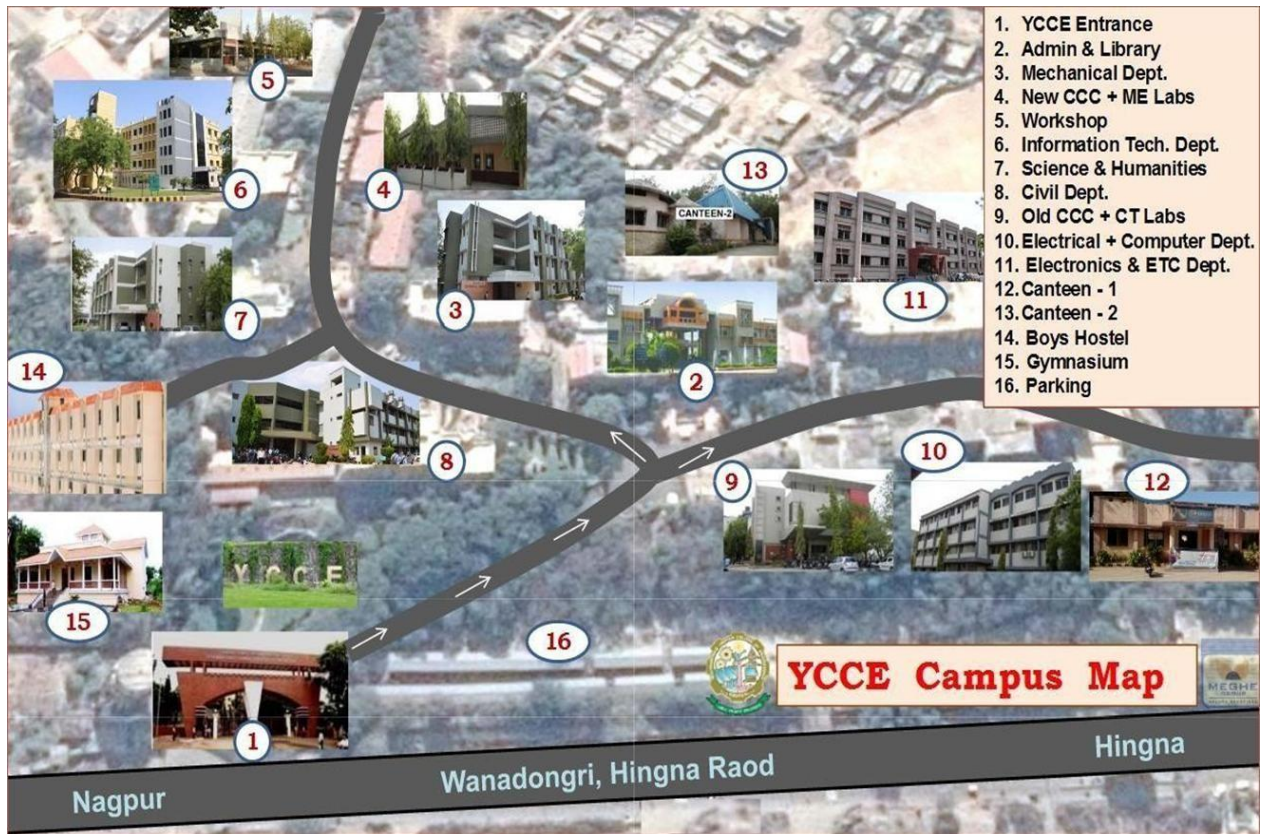 1. YCCE Entrance
2. Admin & Library
3. Mechanical Dept.
4. New CCC + ME Labs
5. Workshop
6. Information Tech. Dept.
7. Science & Humanities
8. Civil Dept.
9. Old CCC + CT Labs
10. Electrical + Computer Dept.
11. Electronics & ETC Dept.
12. Canteen - 1
13. Canteen - 2
14. Boys Hostel
15. Gymnasium
16. Parking
5
6
4
13
CANTEEN-2
7
3
11
14
2
8
9
10
12
YCCE
15
16
1
YCCE Campus Map
MEGHE
GROUP
Nagpur
Wanadongri, Hingna Raod
Hingna